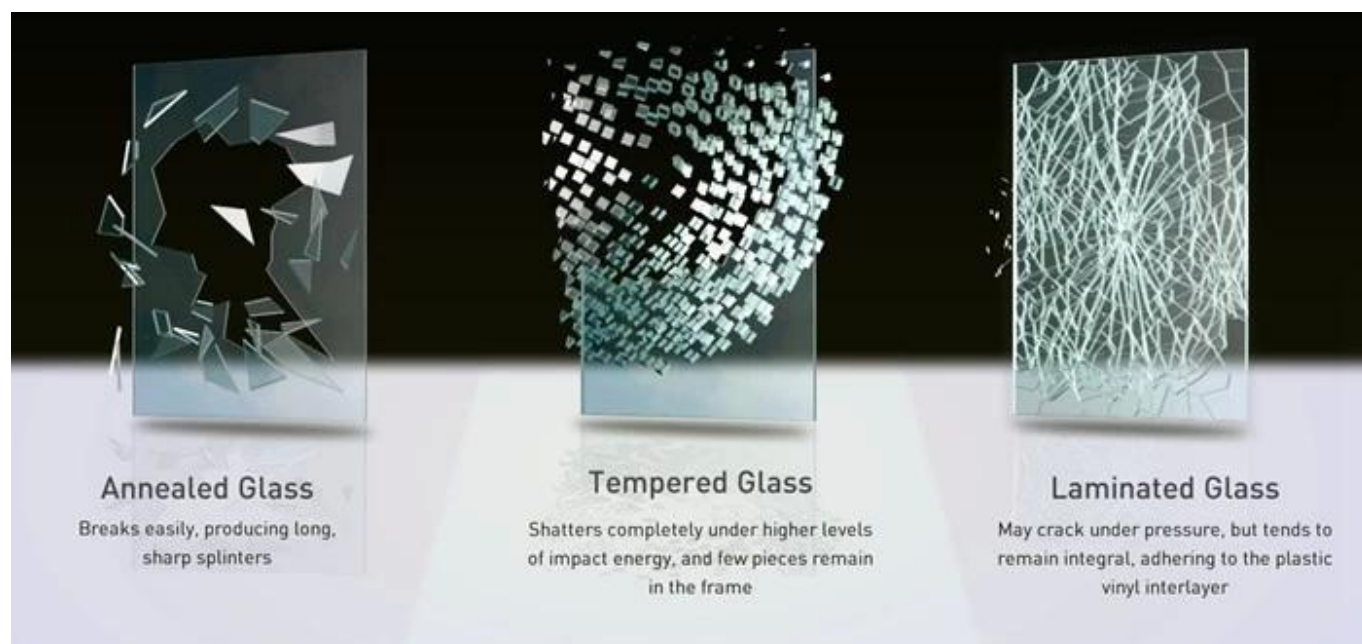 Annealed Glass
Breaks easily, producing long,
sharp splinters
Tempered Glass
Shatters completely under higher levels
of impact energy, and few pieces remain
in the frame
Laminated Glass
May crack under pressure, but tends to
remain integral, adhering to the plastic
vinyl interlayer